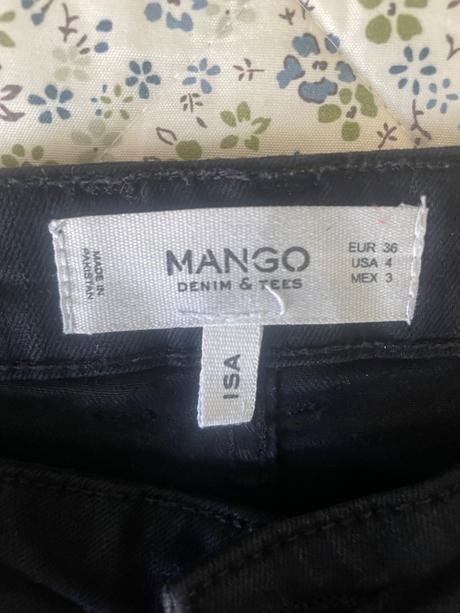 MADE IN
PAKISTAN
MANGO
DENIM & TEES
EUR 36
USA 4
MEX 3
ISA